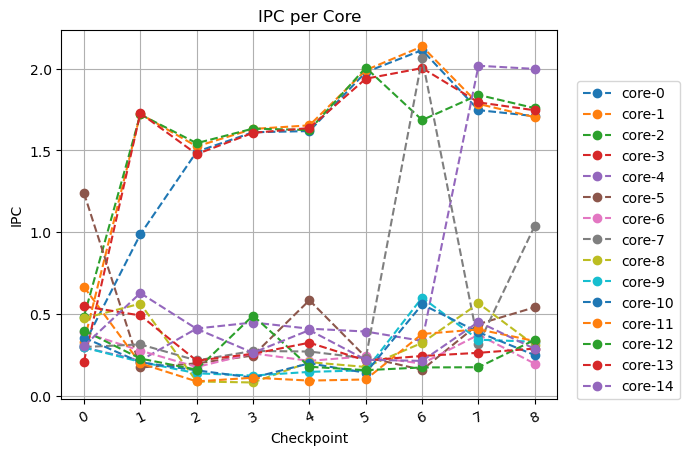 IPC per Core
2.0
1.5
1.0
0.5
0.0
IPC
0 1 2 3 4 5 6 7 8
Checkpoint
core-0
core-1
core-2
core-3
core-4
core-5
core-6
core-7
core-8
core-9
core-10
core-11
core-12
core-13
core-14